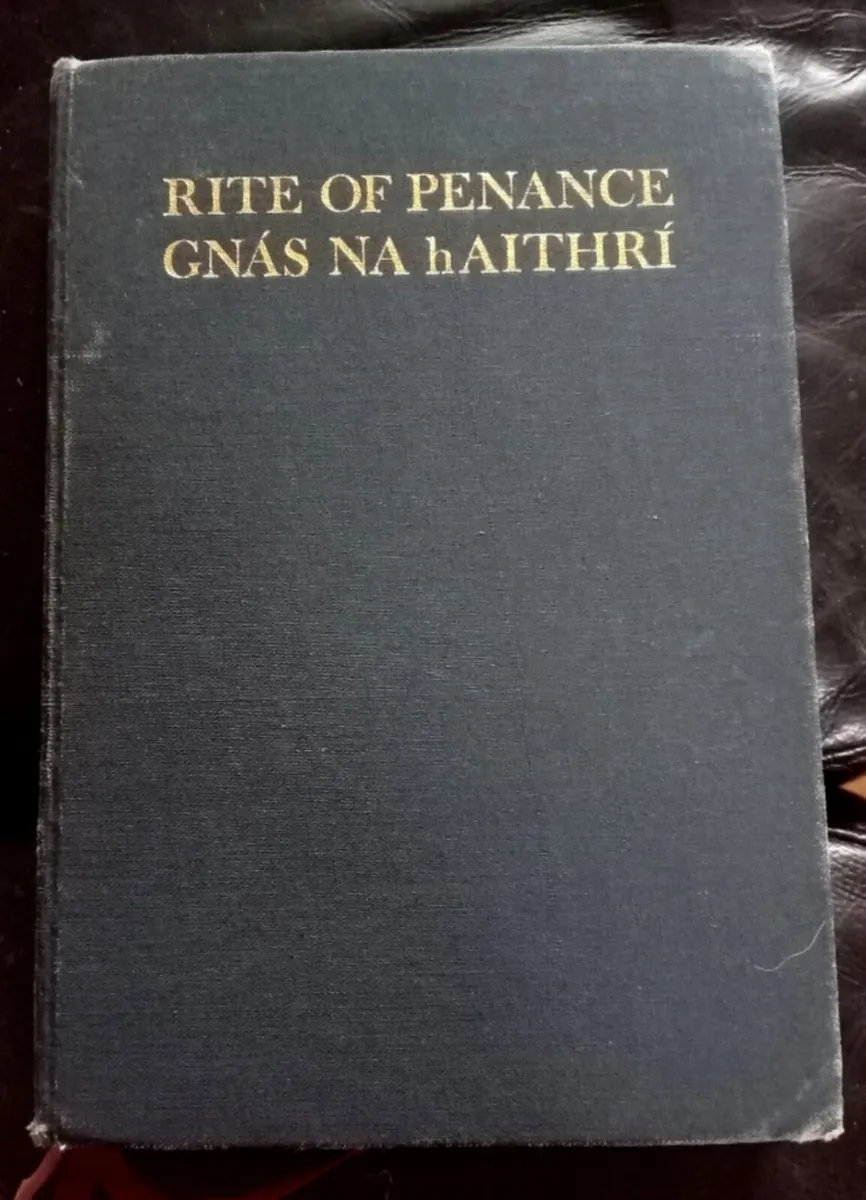 RITE OF PENANCE
GNÁS NA hAITHRÍ